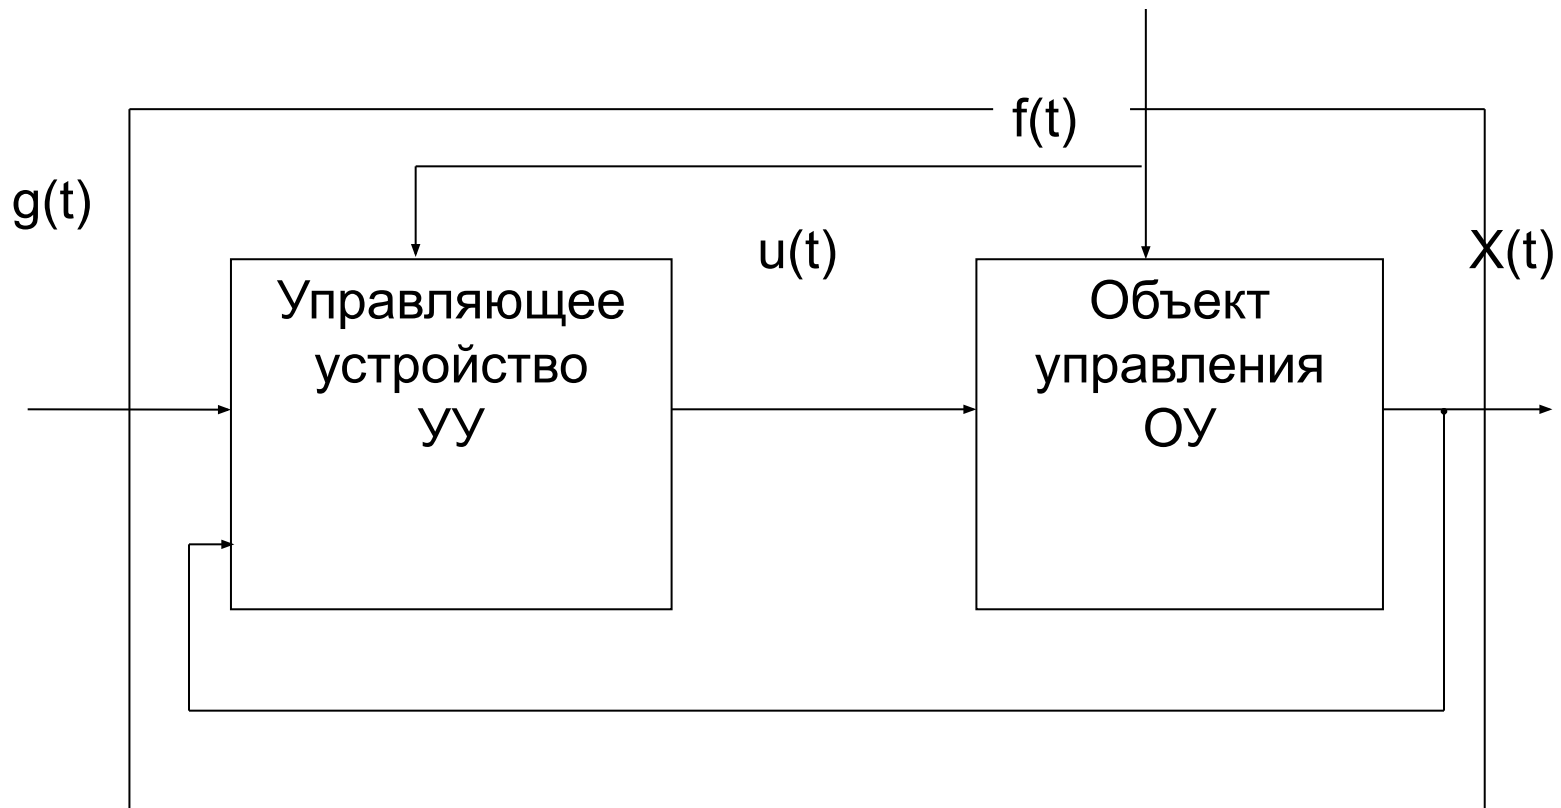 f(t)
g(t)
u(t)
X(t)
Управляющее
устройство
УУ
Объект
управления
ОУ